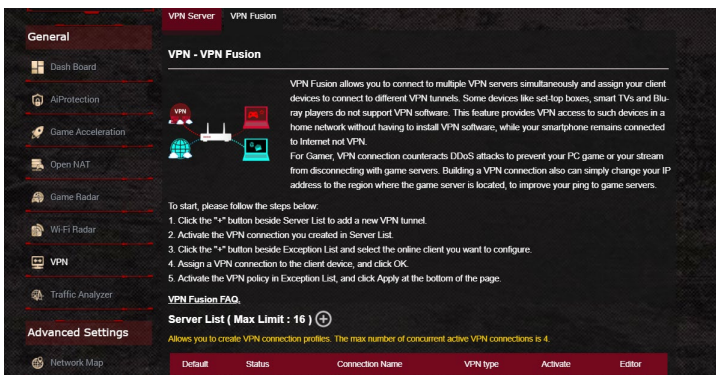 VPN Server VPN Fusion
General
Dash Board
AiProtection
Game Acceleration
Open NAT
Game Radar
Wi-Fi Radar
VPN
Traffic Analyzer
Advanced Settings
Network Map
VPN - VPN Fusion
VPN
VPN Fusion allows you to connect to multiple VPN servers simultaneously and assign your client
devices to connect to different VPN tunnels. Some devices like set-top boxes, smart TVs and Blu-
ray players do not support VPN software. This feature provides VPN access to such devices in a
home network without having to install VPN software, while your smartphone remains connected
to Internet not VPN.
For Gamer, VPN connection counteracts DDoS attacks to prevent your PC game or your stream
from disconnecting with game servers. Building a VPN connection also can simply change your IP
address to the region where the game server is located, to improve your ping to game servers.
To start, please follow the steps below:
1. Click the "+" button beside Server List to add a new VPN tunnel.
2. Activate the VPN connection you created in Server List.
3. Click the "+" button beside Exception List and select the online client you want to configure.
4. Assign a VPN connection to the client device, and click OK.
5. Activate the VPN policy in Exception List, and click Apply at the bottom of the page.
VPN Fusion FAQ.
Server List ( Max Limit : 16 )
Allows you to create VPN connection profiles. The max number of concurrent active VPN connections is 4.
Default Status Connection Name VPN type Activate Editor